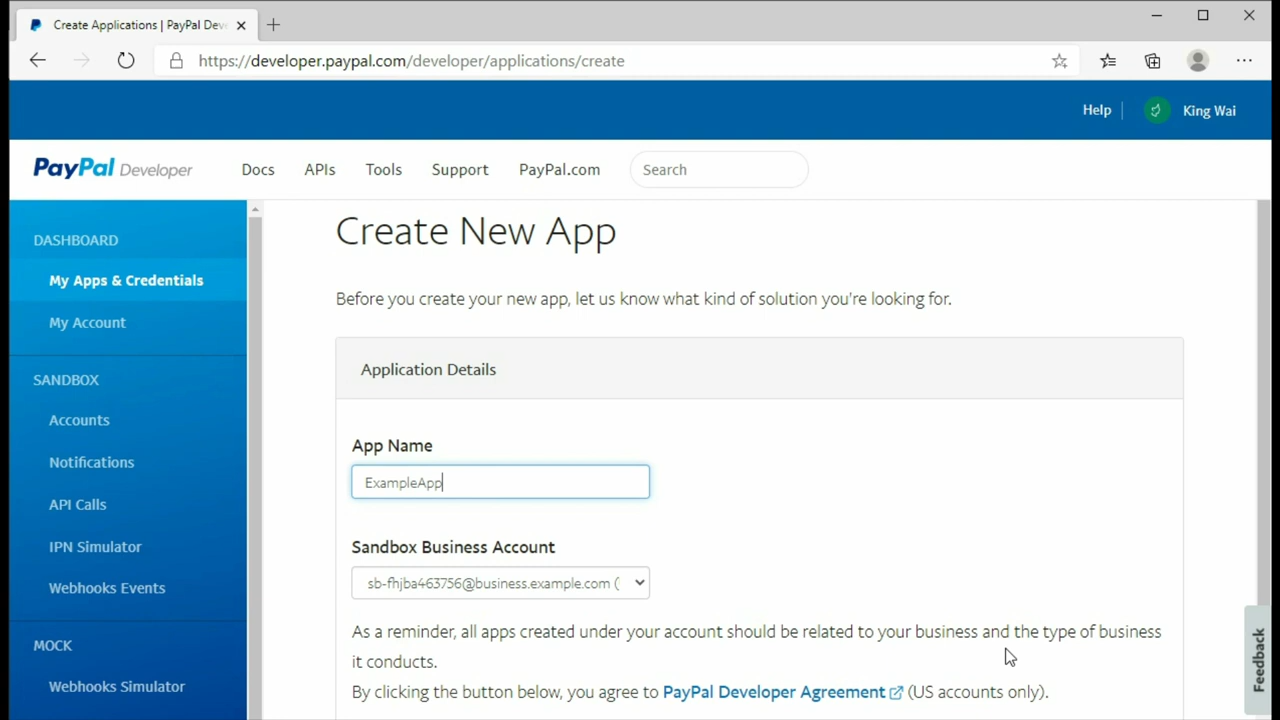 Create Applications | PayPal Dev
https://developer.paypal.com/developer/applications/create
Help
King Wai
PayPal Developer
Docs
APIs
Tools
Support
PayPal.com
Search
DASHBOARD
My Apps & Credentials
My Account
SANDBOX
Accounts
Notifications
API Calls
IPN Simulator
Webhooks Events
MOCK
Webhooks Simulator
Create New App
Before you create your new app, let us know what kind of solution you're looking for.
Application Details
App Name
ExampleApp
Sandbox Business Account
sb-fhjba463756@business.example.com (
As a reminder, all apps created under your account should be related to your business and the type of business
it conducts.
By clicking the button below, you agree to PayPal Developer Agreement (US accounts only).
Feedback